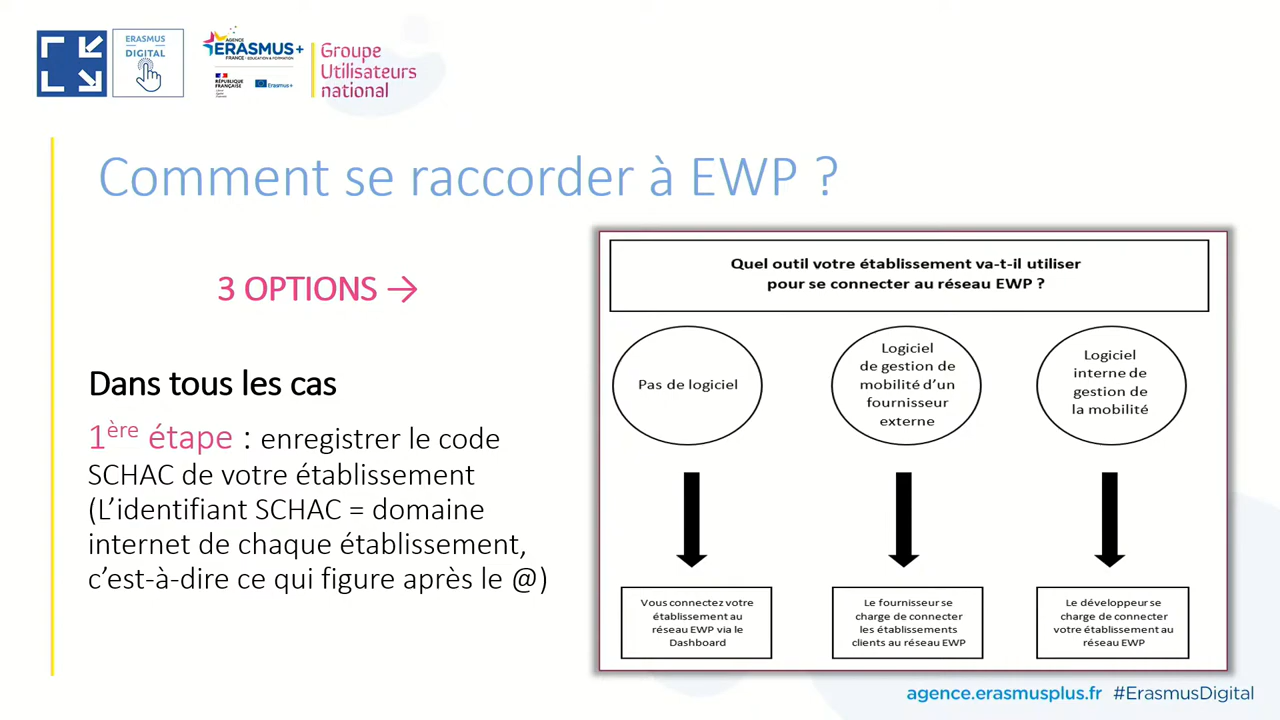 ERASMUS
DIGITAL
AGENCE
ERASMUS+
FRANCE / EDUCATION & FORMATION
RÉPUBLIQUE
FRANÇAISE
Erasmus+
Groupe
Utilisateurs
national
Comment se raccorder à EWP ?
3 OPTIONS →
Dans tous les cas
1ère étape : enregistrer le code
SCHAC de votre établissement
(L’identifiant SCHAC = domaine
internet de chaque établissement,
c’est-à-dire ce qui figure après le @)
Quel outil votre établissement va-t-il utiliser
pour se connecter au réseau EWP ?
Pas de logiciel
Logiciel
de gestion de
mobilité d’un
fournisseur
externe
Logiciel
interne de
gestion de
la mobilité
Vous connectez votre
établissement au
réseau EWP via le
Dashboard
Le fournisseur se
charge de connecter
les établissements
clients au réseau EWP
Le développeur se
charge de connecter
votre établissement au
réseau EWP
agence.erasmusplus.fr #ErasmusDigital